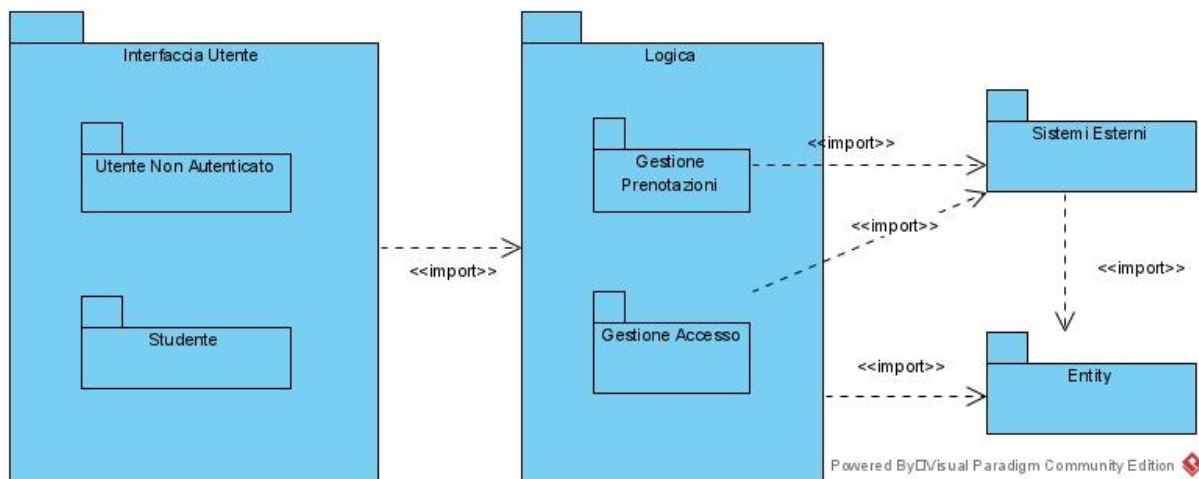 Interfaccia Utente
Utente Non Autenticato
Studente
<<import>>
Logica
Gestione
Prenotazioni
Gestione Accesso
<<import>>
<<import>>
<<import>>
Sistemi Esterni
<<import>>
Entity
Powered By□Visual Paradigm Community Edition